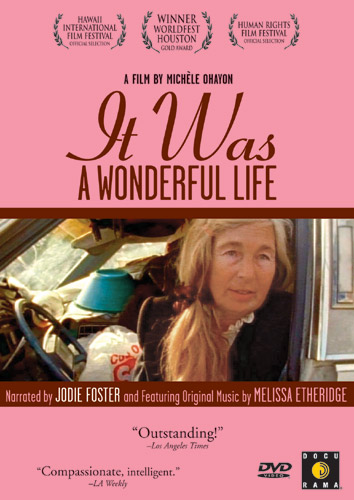 HAWAII
INTERNATIONAL
FILM FESTIVAL
OFFICIAL SELECTION
WINNER
WORLDFEST
HOUSTON
GOLD AWARD
HUMAN RIGHTS
FILM FESTIVAL
OFFICIAL SELECTION
A FILM BY MICHÈLE OHAYON
It Was
A WONDERFUL LIFE
Narrated by JODIE FOSTER and Featuring Original Music by MELISSA ETHERIDGE
"Outstanding!"
–Los Angeles Times
"Compassionate, intelligent."
–LA Weekly
DVD
VIDEO
DOCU
RAMA